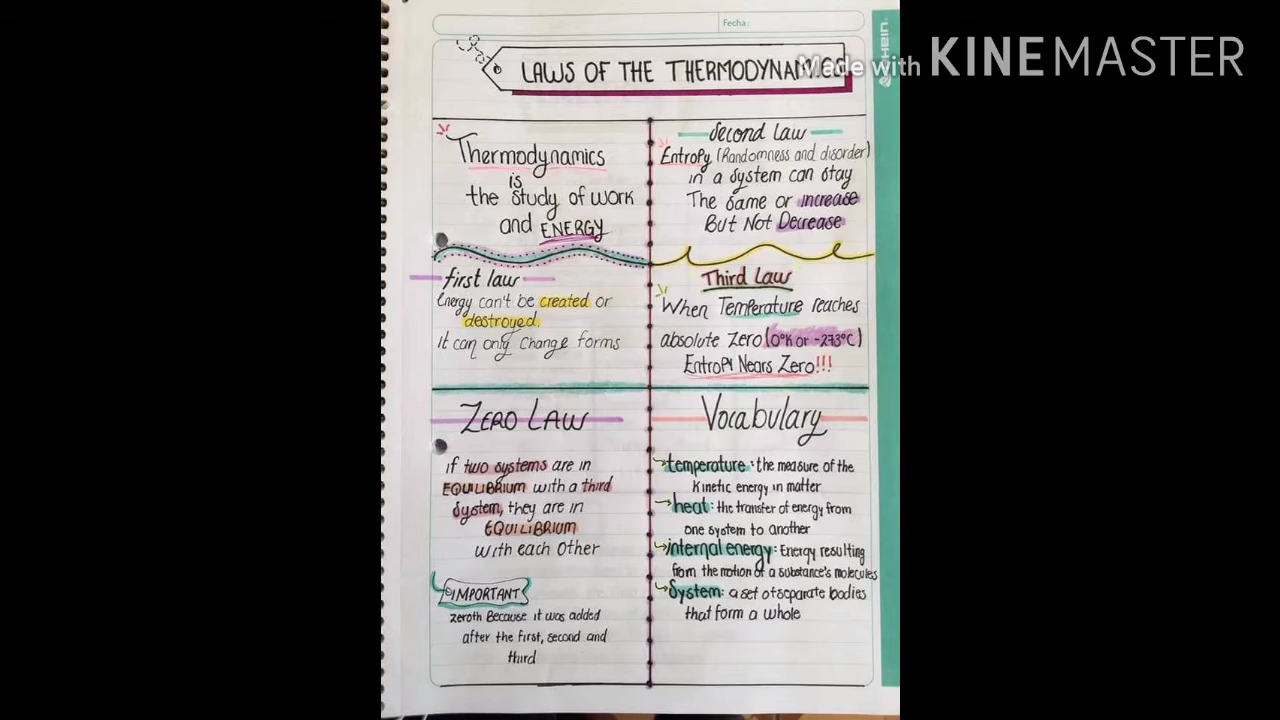 Fecha:
Made with KINEMASTER
LAWS OF THE THERMODYNAMICS
Thermodynamics
is
the study of work
and ENERGY
Second Law
Entropy (Randomness and disorder)
in a system can stay
The same or increase
But Not Decrease
first law
Energy can't be created or
destroyed.
it can only change forms
Third Law
When Temperature reaches
absolute Zero (0°K or -273°C)
Entropy Nears Zero!!!
ZERO LAW
if two systems are in
EQUILIBRIUM with a third
system, they are in
EQUILIBRIUM
with each other
IMPORTANT
zeroth Because it was added
after the first, second and
third
Vocabulary
temperature: the measure of the
kinetic energy in matter
heat: the transfer of energy from
one system to another
internal energy: Energy resulting
from the motion of a substance's molecules
System: a set of separate bodies
that form a whole